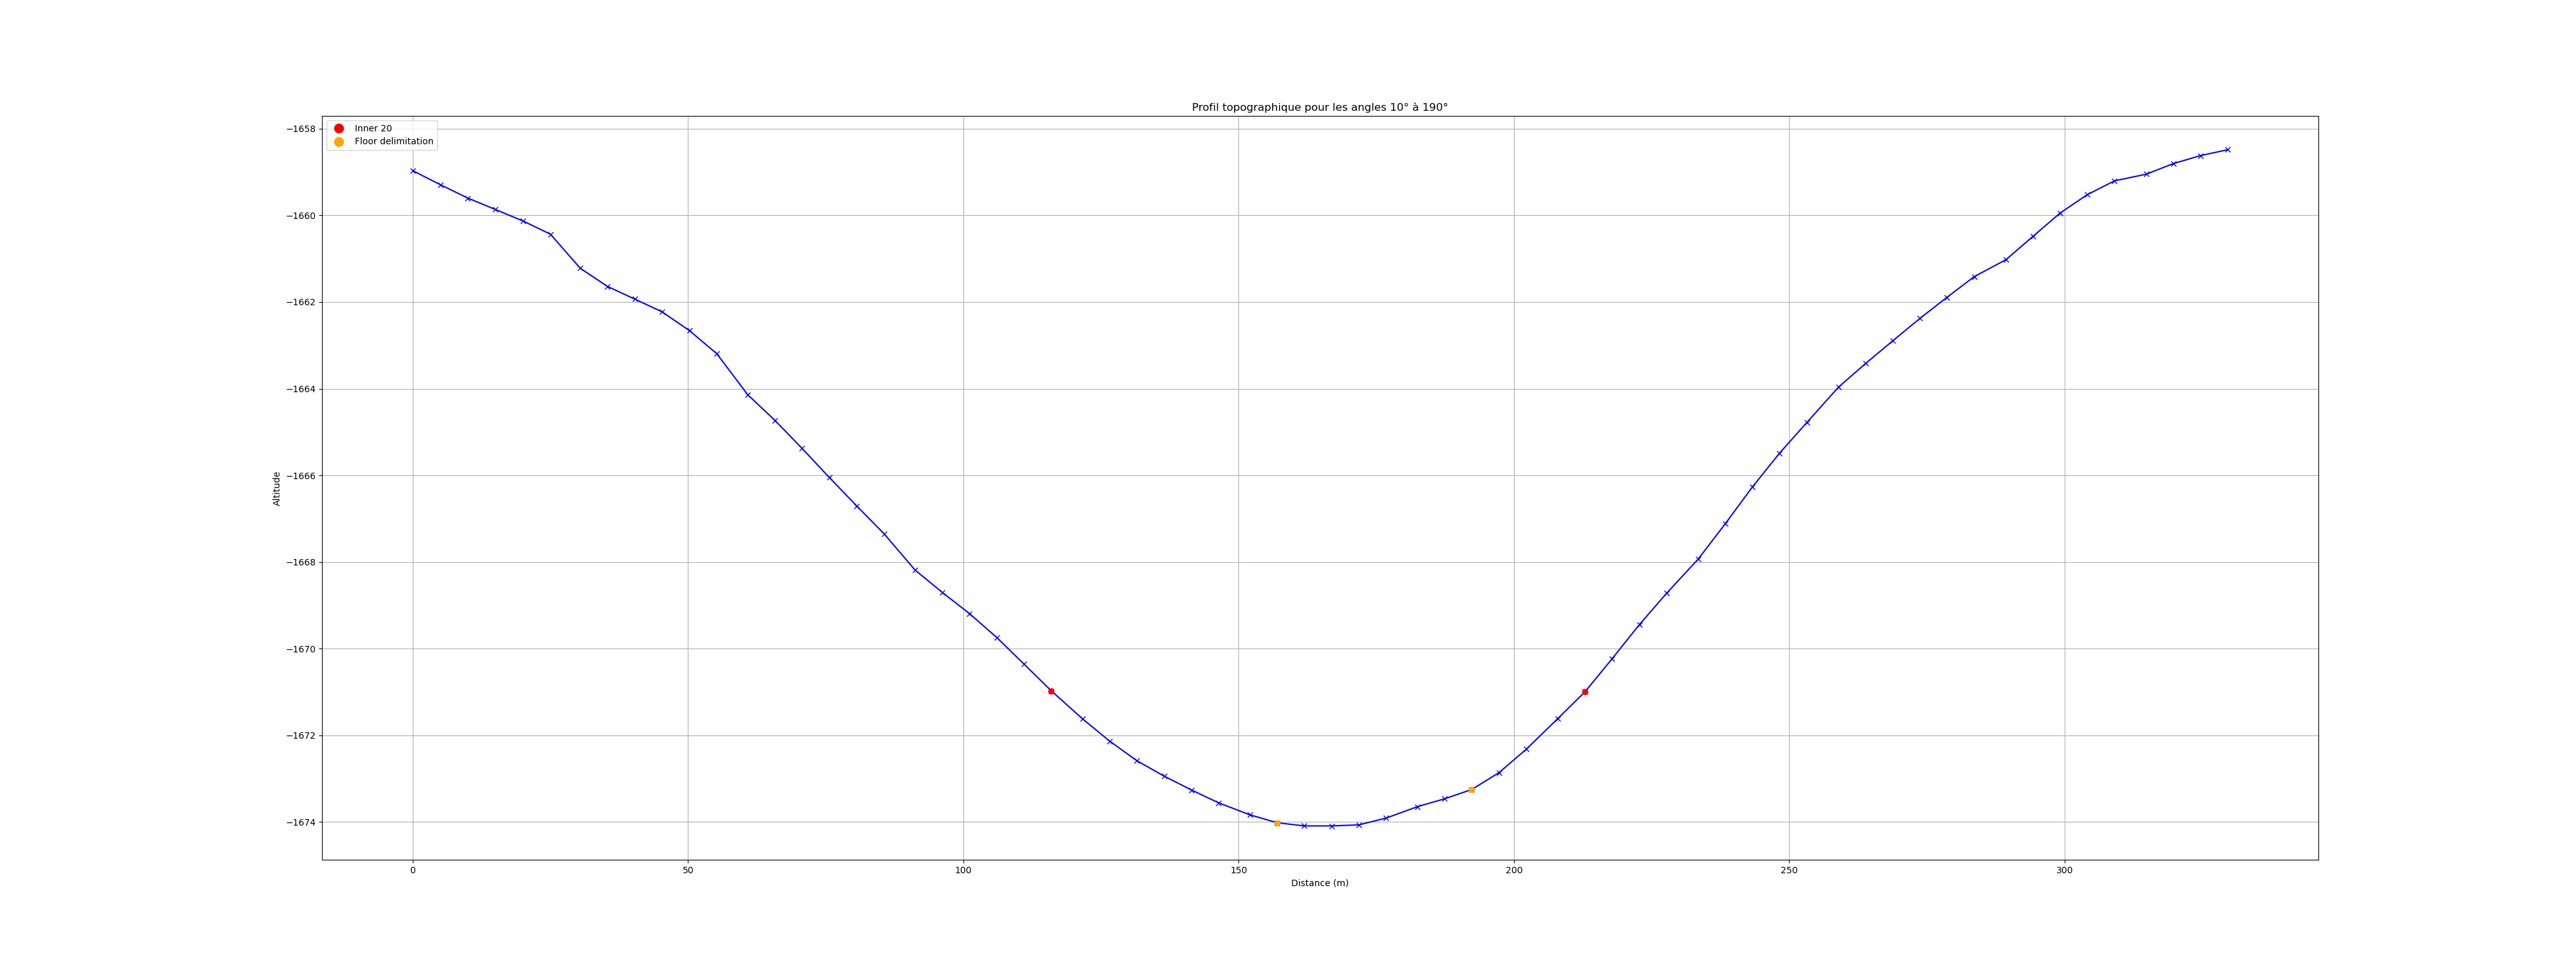 Profil topographique pour les angles 10° à 190°
Inner 20
Floor delimitation
Altitude
−1658
−1660
−1662
−1664
−1666
−1668
−1670
−1672
−1674
0 50 100 150 200 250 300
Distance (m)